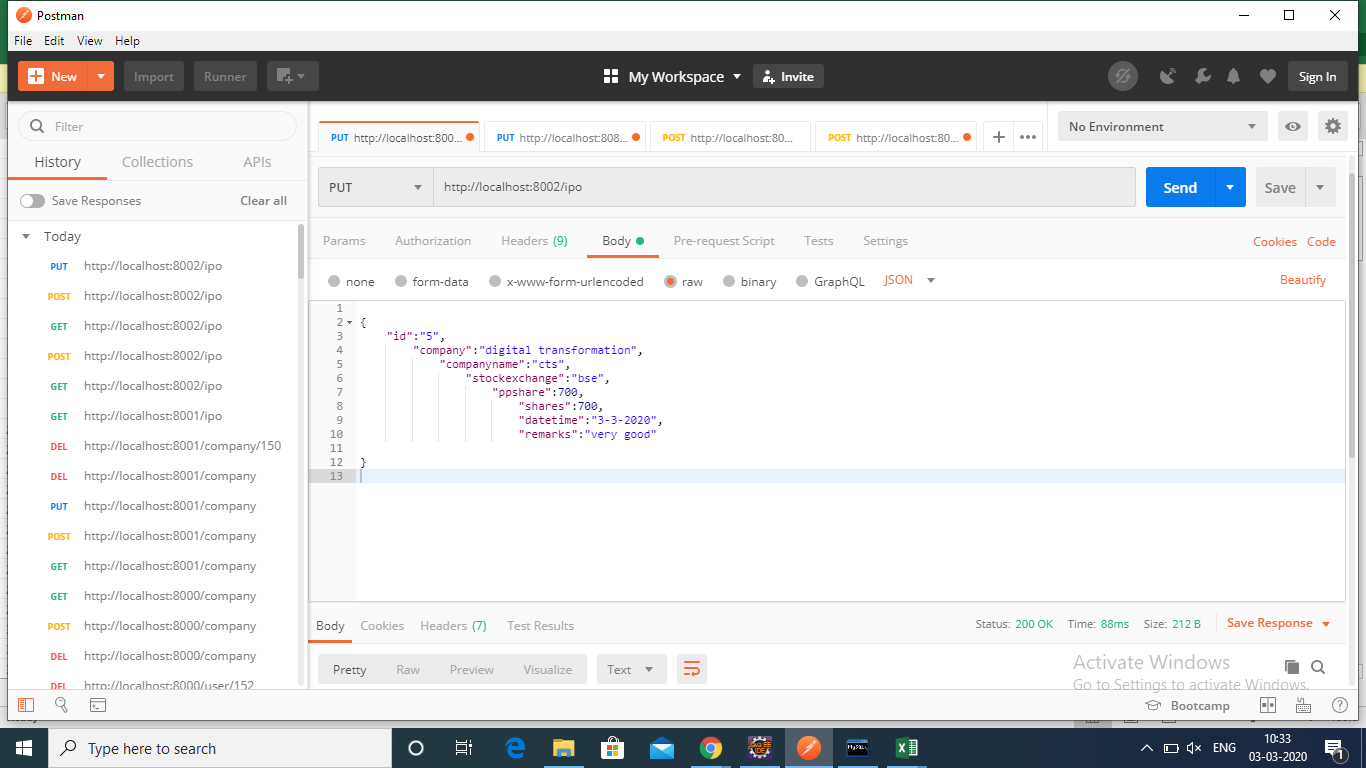 Postman
File Edit View Help
New Import Runner My Workspace Invite Sign In
Filter
History Collections APIs
Save Responses Clear all
Today
PUT http://localhost:8002/ipo
POST http://localhost:8002/ipo
GET http://localhost:8002/ipo
POST http://localhost:8002/ipo
GET http://localhost:8002/ipo
GET http://localhost:8001/ipo
DEL http://localhost:8001/company/150
DEL http://localhost:8001/company
PUT http://localhost:8001/company
POST http://localhost:8001/company
GET http://localhost:8001/company
GET http://localhost:8000/company
POST http://localhost:8000/company
DEL http://localhost:8000/company
DEL http://localhost:8000/user/152
PUT http://localhost:800... PUT http://localhost:808... POST http://localhost:80... POST http://localhost:80... No Environment
PUT http://localhost:8002/ipo Send Save
Params Authorization Headers (9) Body Pre-request Script Tests Settings Cookies Code
none form-data x-www-form-urlencoded raw binary GraphQL JSON Beautify
1
2 {
3 "id":"5",
4 "company":"digital transformation",
5 "companyname":"cts",
6 "stockexchange":"bse",
7 "ppshare":700,
8 "shares":700,
9 "datetime":"3-3-2020",
10 "remarks":"very good"
11
12 }
13
Body Cookies Headers (7) Test Results Status: 200 OK Time: 88ms Size: 212 B Save Response
Pretty Raw Preview Visualize Text
Activate Windows
Go to Settings to activate Windows.
Bootcamp
Type here to search
ENG
10:33
03-03-2020
1